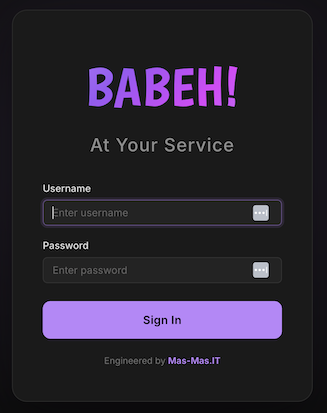 BABEH!
At Your Service
Username
Enter username
Password
Enter password
Sign In
Engineered by Mas-Mas.IT